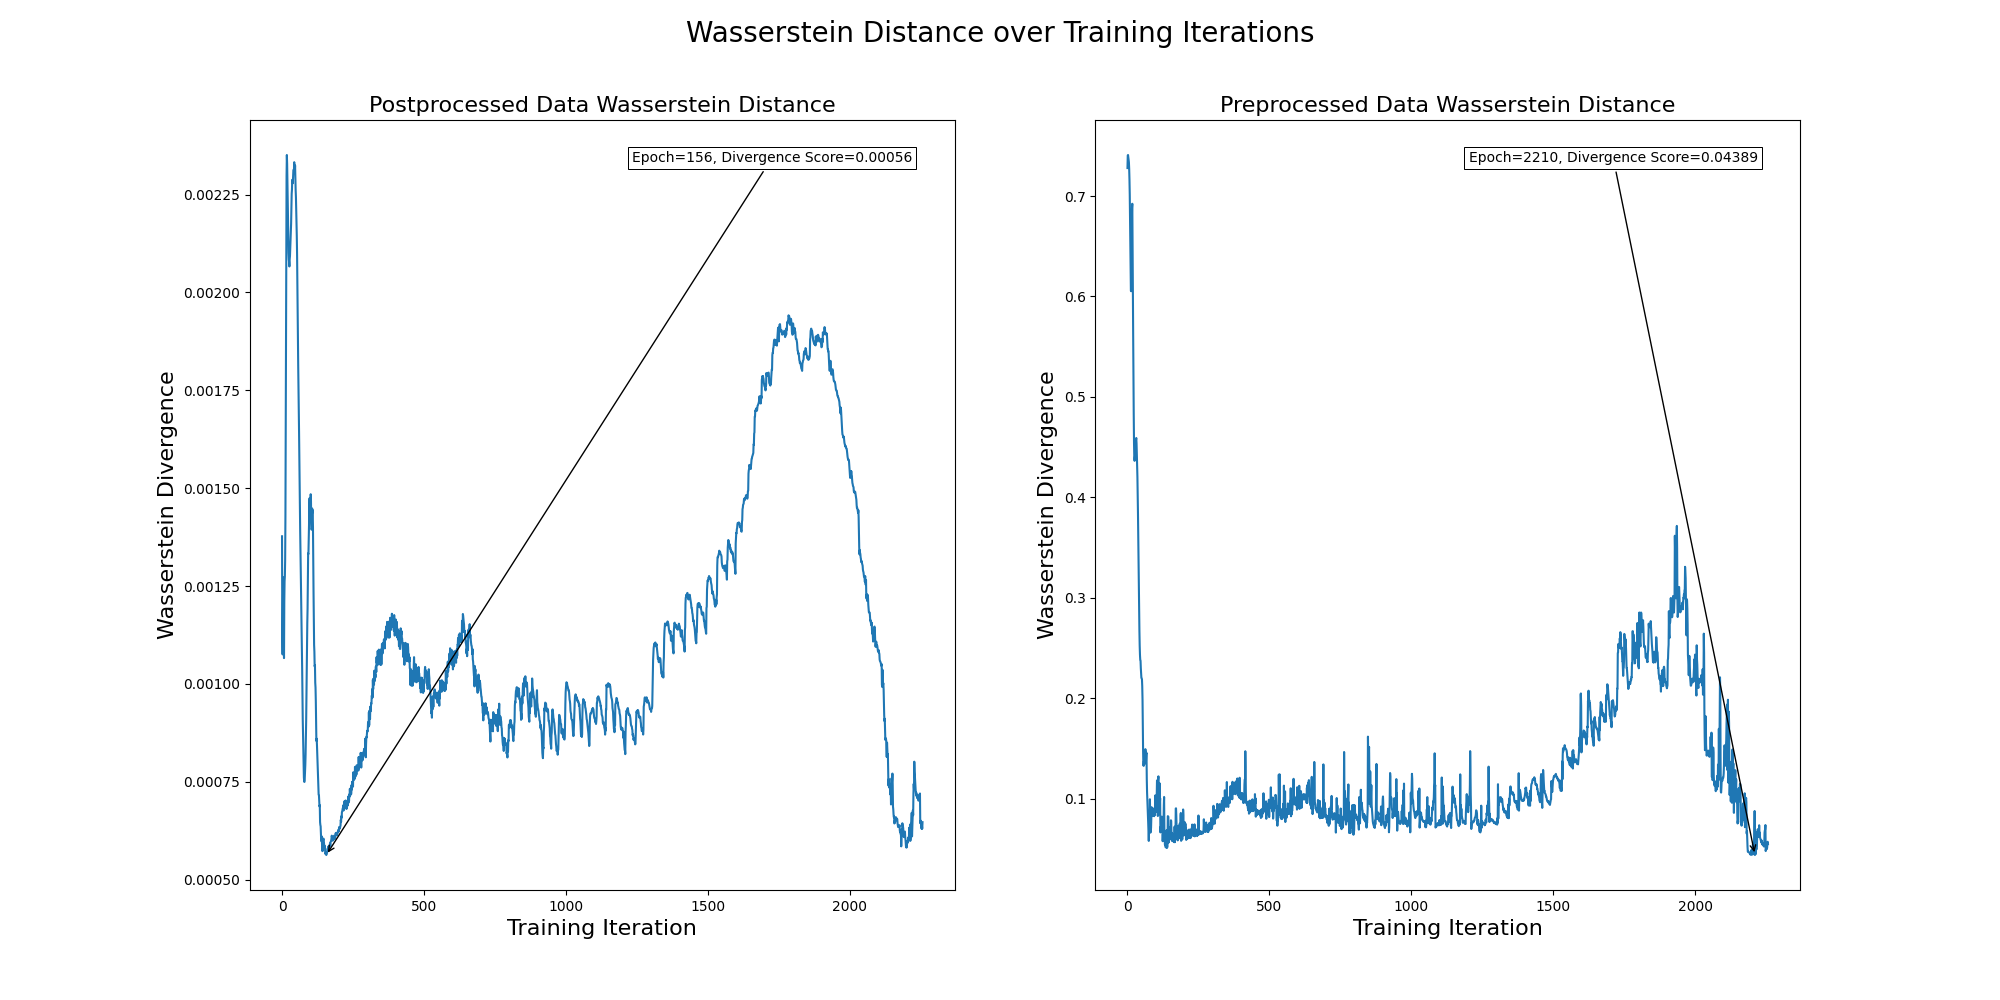 Wasserstein Distance over Training Iterations
Postprocessed Data Wasserstein Distance
Epoch=156, Divergence Score=0.00056
Wasserstein Divergence
0.00225
0.00200
0.00175
0.00150
0.00125
0.00100
0.00075
0.00050
0 500 1000 1500 2000
Training Iteration
Preprocessed Data Wasserstein Distance
Epoch=2210, Divergence Score=0.04389
Wasserstein Divergence
0.7
0.6
0.5
0.4
0.3
0.2
0.1
0 500 1000 1500 2000
Training Iteration